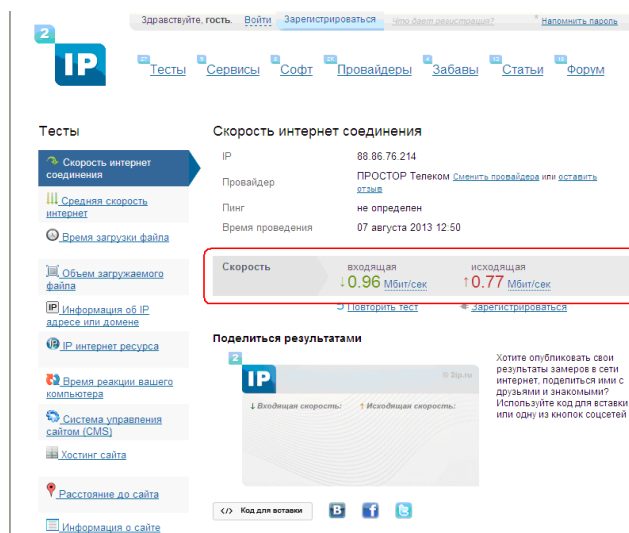 Здравствуйте, гость. Войти Зарегистрироваться Что дает регистрация? Напомнить пароль
2
IP
Тесты Сервисы Софт Провайдеры Забавы Статьи Форум
Тесты
Скорость интернет соединения
Средняя скорость интернет
Время загрузки файла
Объем загружаемого файла
IP Информация об IP адресе или домене
IP интернет ресурса
Время реакции вашего компьютера
Система управления сайтом (CMS)
Хостинг сайта
Расстояние до сайта
Информация о сайте
Скорость интернет соединения
IP 88.86.76.214
Провайдер ПРОСТОР Телеком Сменить провайдера или оставить
отзыв
Пинг не определен
Время проведения 07 августа 2013 12:50
Скорость входящая исходящая
↓0.96 Мбит/сек ↑0.77 Мбит/сек
Повторить тест Зарегистрироваться
Поделиться результатами
2
IP
2ip.ru
↓ Входящая скорость: ↑ Исходящая скорость:
Хотите опубликовать свои
результаты замеров в сети
интернет, поделиться ими с
друзьями и знакомыми?
Используйте код для вставки
или одну из кнопок соцсетей
</> Код для вставки B f